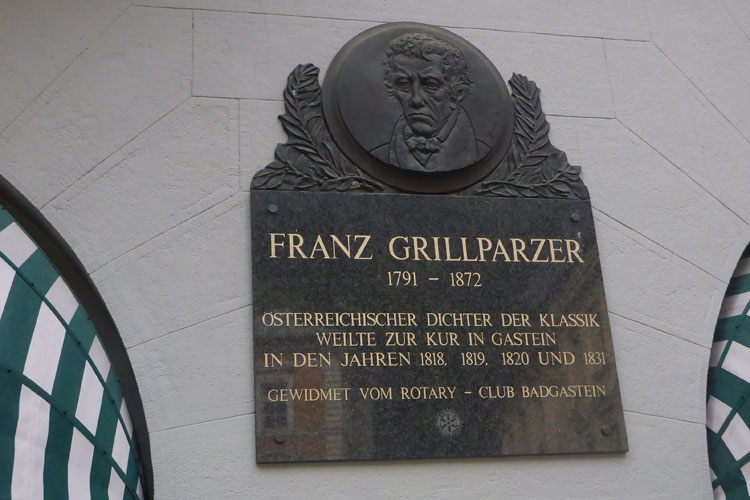 FRANZ GRILLPARZER
1791 – 1872
ÖSTERREICHISCHER DICHTER DER KLASSIK
WEILTE ZUR KUR IN GASTEIN
IN DEN JAHREN 1818, 1819, 1820 UND 1831
GEWIDMET VOM ROTARY – CLUB BADGASTEIN